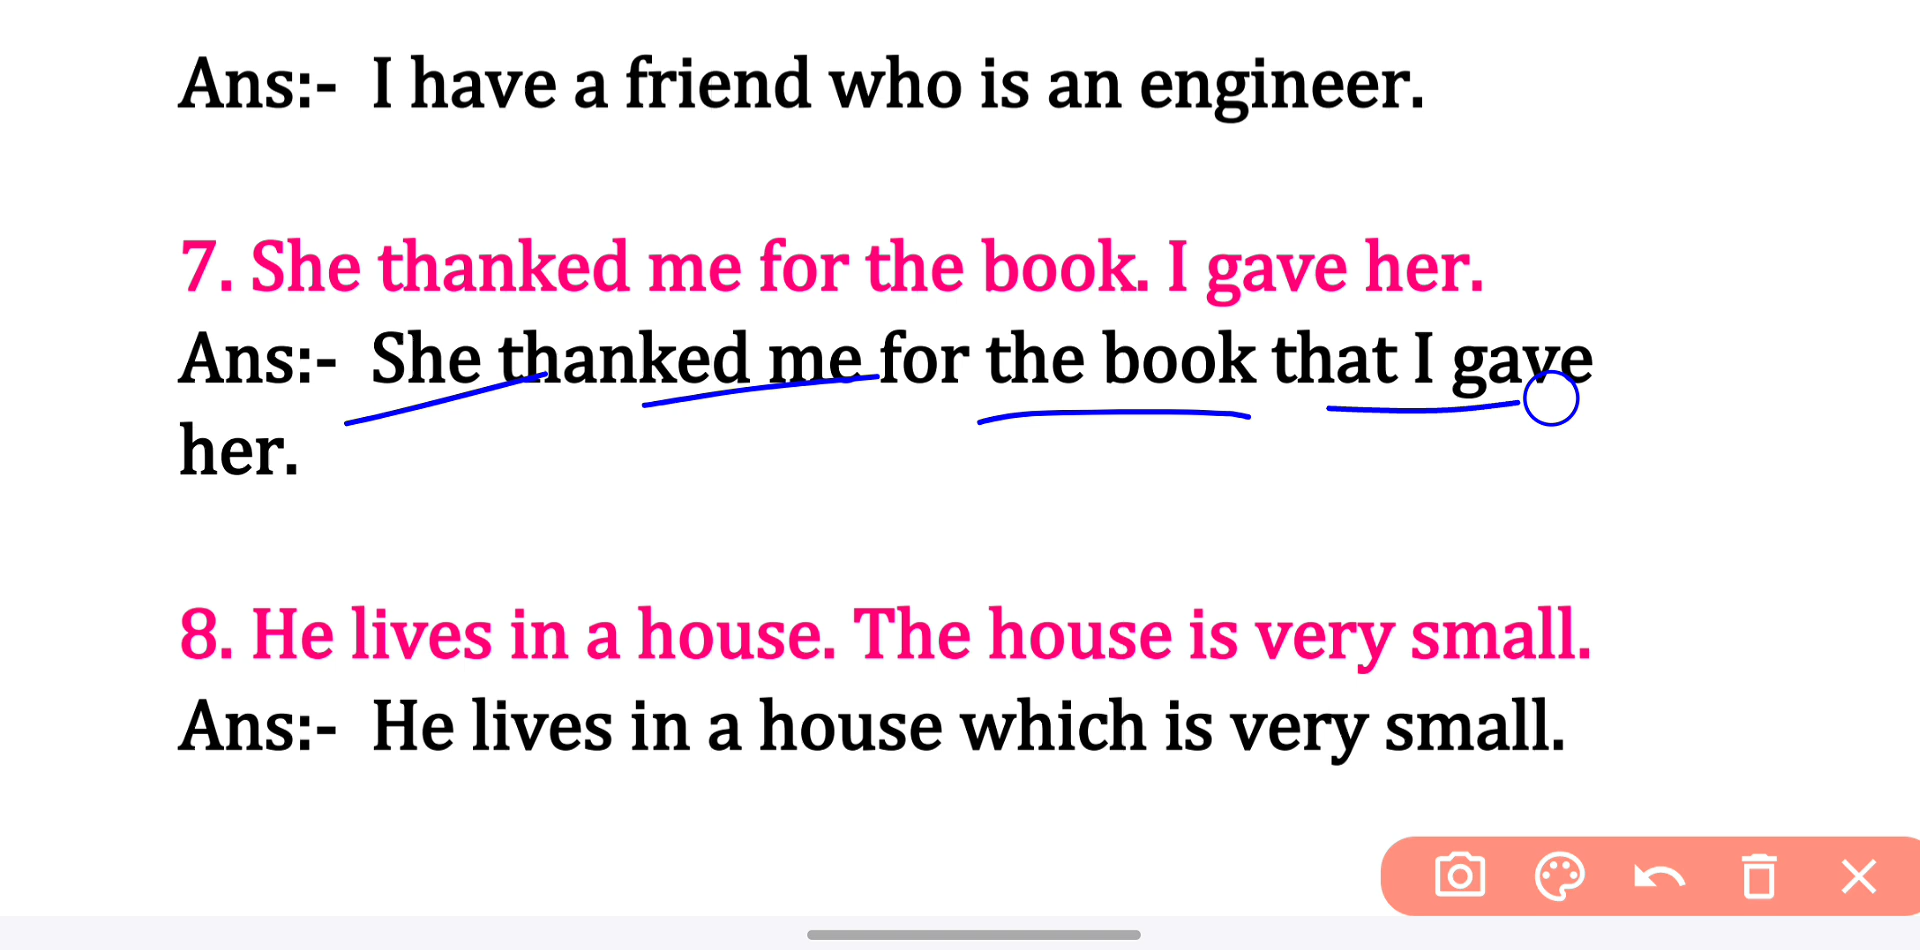 Ans:- I have a friend who is an engineer.
7. She thanked me for the book. I gave her.
Ans:- She thanked me for the book that I gave
her.
8. He lives in a house. The house is very small.
Ans:- He lives in a house which is very small.